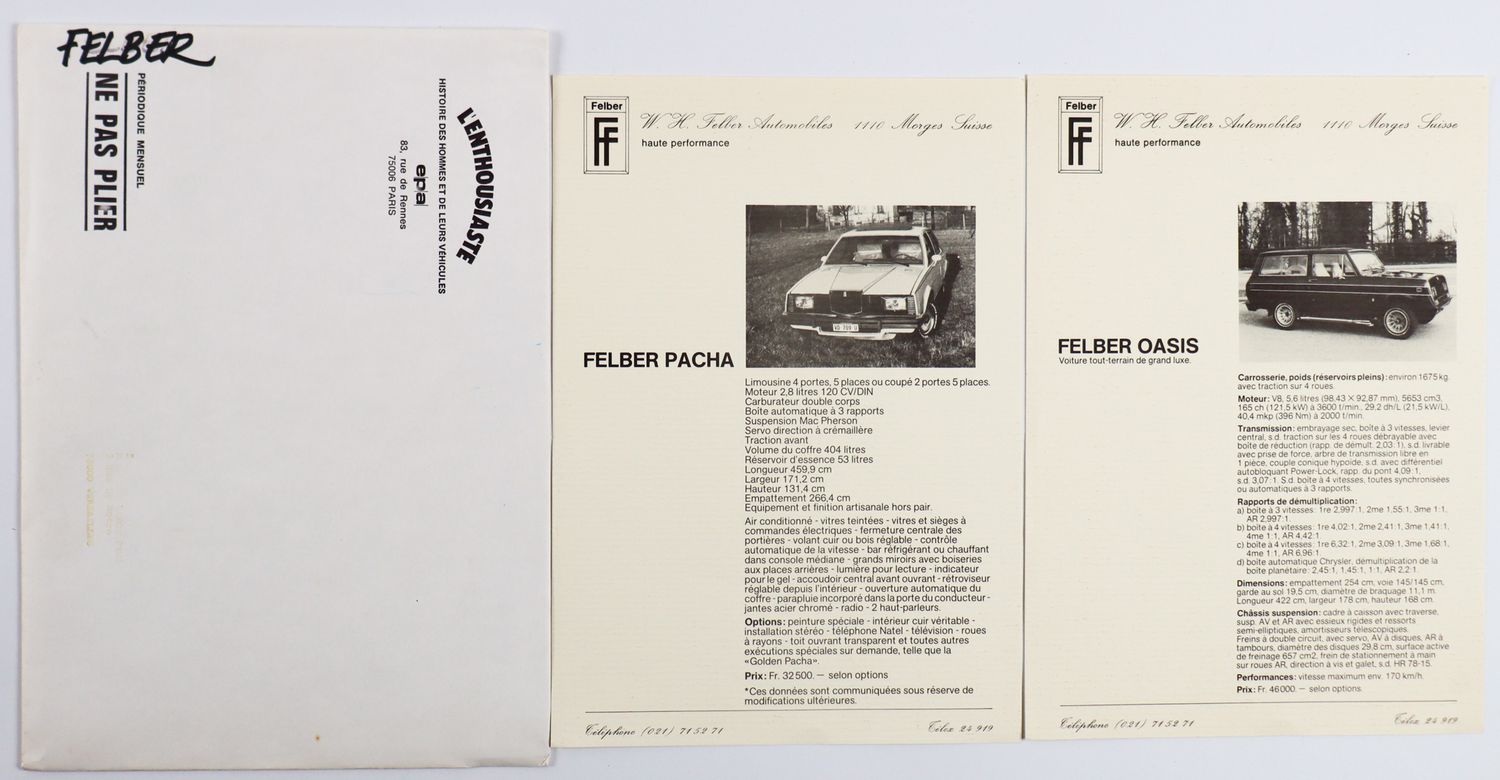 FELBER
PÉRIODIQUE MENSUEL
NE PAS PLIER
L'ENTHOUSIASTE
HISTOIRE DES HOMMES ET DE LEURS VÉHICULES
epa
83, rue de Rennes
75006 PARIS
Felber
FF
W. H. Felber Automobiles 1110 Morges Suisse
haute performance
FELBER PACHA
VD 709 U
Limousine 4 portes, 5 places ou coupé 2 portes 5 places.
Moteur 2,8 litres 120 CV/DIN
Carburateur double corps
Boîte automatique à 3 rapports
Suspension Mac Pherson
Servo direction à crémaillère
Traction avant
Volume du coffre 404 litres
Réservoir d'essence 53 litres
Longueur 459,9 cm
Largeur 171,2 cm
Hauteur 131,4 cm
Empattement 266,4 cm
Equipement et finition artisanale hors pair.
Air conditionné - vitres teintées - vitres et sièges à
commandes électriques - fermeture centrale des
portières - volant cuir ou bois réglable - contrôle
automatique de la vitesse - bar réfrigérant ou chauffant
dans console médiane - grands miroirs avec boiseries
aux places arrières - lumière pour lecture - indicateur
pour le gel - accoudoir central avant ouvrant - rétroviseur
réglable depuis l'intérieur - ouverture automatique du
coffre - parapluie incorporé dans la porte du conducteur -
jantes acier chromé - radio - 2 haut-parleurs.
Options: peinture spéciale - intérieur cuir véritable -
installation stéréo - téléphone Natel - télévision - roues
à rayons - toit ouvrant transparent et toutes autres
exécutions spéciales sur demande, telle que la
«Golden Pacha».
Prix: Fr. 32500.— selon options
*Ces données sont communiquées sous réserve de
modifications ultérieures.
Téléphone (021) 71 52 71 Télex 24 919
Felber
FF
W. H. Felber Automobiles 1110 Morges Suisse
haute performance
FELBER OASIS
Voiture tout-terrain de grand luxe.
Carrosserie, poids (réservoirs pleins): environ 1675 kg.
avec traction sur 4 roues.
Moteur: V8, 5,6 litres (98,43 × 92,87 mm), 5653 cm3,
165 ch (121,5 kW) à 3600 t/min., 29,2 dh/L (21,5 kW/L),
40,4 mkp (396 Nm) à 2000 t/min.
Transmission: embrayage sec, boîte à 3 vitesses, levier
central, s.d. traction sur les 4 roues débrayable avec
boîte de réduction (rapp. de démult. 2,03:1), s.d. livrable
avec prise de force, arbre de transmission libre en
1 pièce, couple conique hypoïde, s.d. avec différentiel
autobloquant Power-Lock, rapp. du pont 4,09:1,
s.d. 3,07:1. S.d. boîte à 4 vitesses, toutes synchronisées
ou automatiques à 3 rapports.
Rapports de démultiplication:
a) boîte à 3 vitesses: 1re 2,997:1, 2me 1,55:1, 3me 1:1,
AR 2,997:1.
b) boîte à 4 vitesses: 1re 4,02:1, 2me 2,41:1, 3me 1,41:1,
4me 1:1, AR 4,42:1
c) boîte à 4 vitesses: 1re 6,32:1, 2me 3,09:1, 3me 1,68:1,
4me 1:1, AR 6,96:1.
d) boîte automatique Chrysler, démultiplication de la
boîte planétaire: 2,45:1, 1,45:1, 1:1, AR 2,2:1.
Dimensions: empattement 254 cm, voie 145/145 cm,
garde au sol 19,5 cm, diamètre de braquage 11,1 m.
Longueur 422 cm, largeur 178 cm, hauteur 168 cm.
Châssis suspension: cadre à caisson avec traverse,
susp. AV et AR avec essieux rigides et ressorts
semi-elliptiques, amortisseurs télescopiques.
Freins à double circuit, avec servo, AV à disques, AR à
tambours, diamètre des disques 29,8 cm, surface active
de freinage 657 cm2, frein de stationnement à main
sur roues AR, direction à vis et galet, s.d. HR 78-15.
Performances: vitesse maximum env. 170 km/h.
Prix: Fr. 46000.— selon options.
Téléphone (021) 71 52 71 Télex 24 919